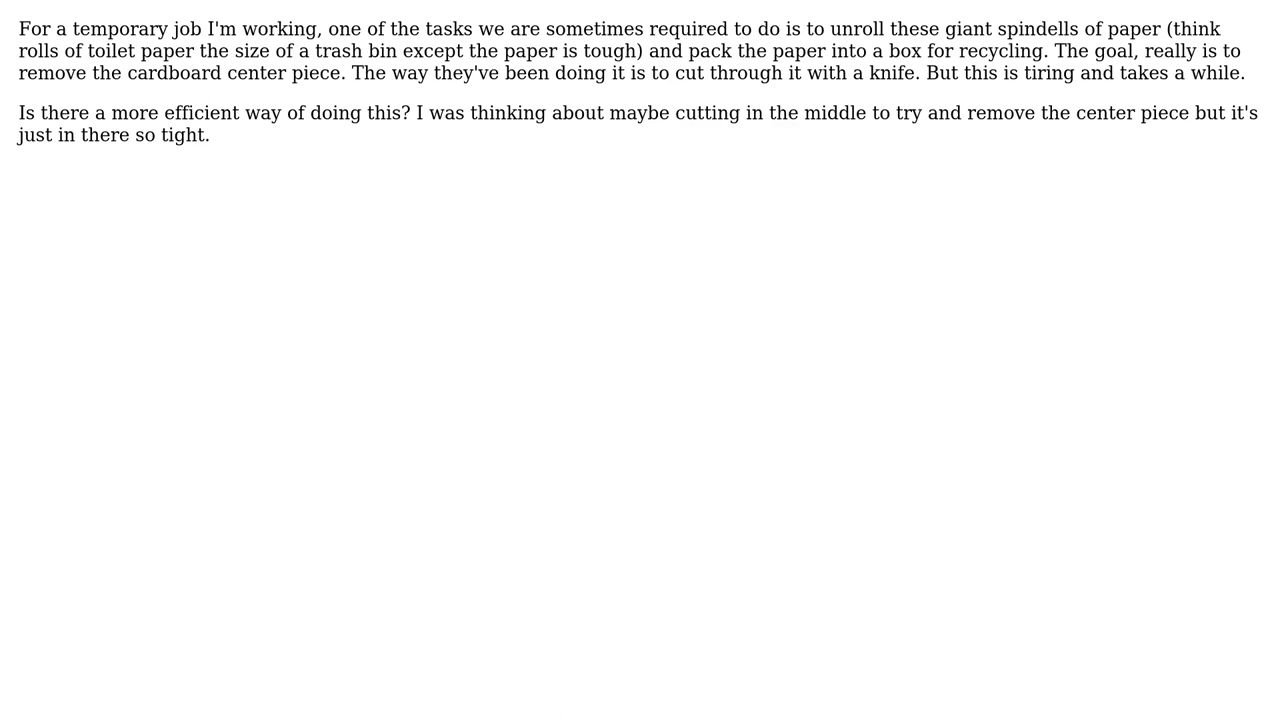 For a temporary job I'm working, one of the tasks we are sometimes required to do is to unroll these giant spindells of paper (think
rolls of toilet paper the size of a trash bin except the paper is tough) and pack the paper into a box for recycling. The goal, really is to
remove the cardboard center piece. The way they've been doing it is to cut through it with a knife. But this is tiring and takes a while.
Is there a more efficient way of doing this? I was thinking about maybe cutting in the middle to try and remove the center piece but it's
just in there so tight.